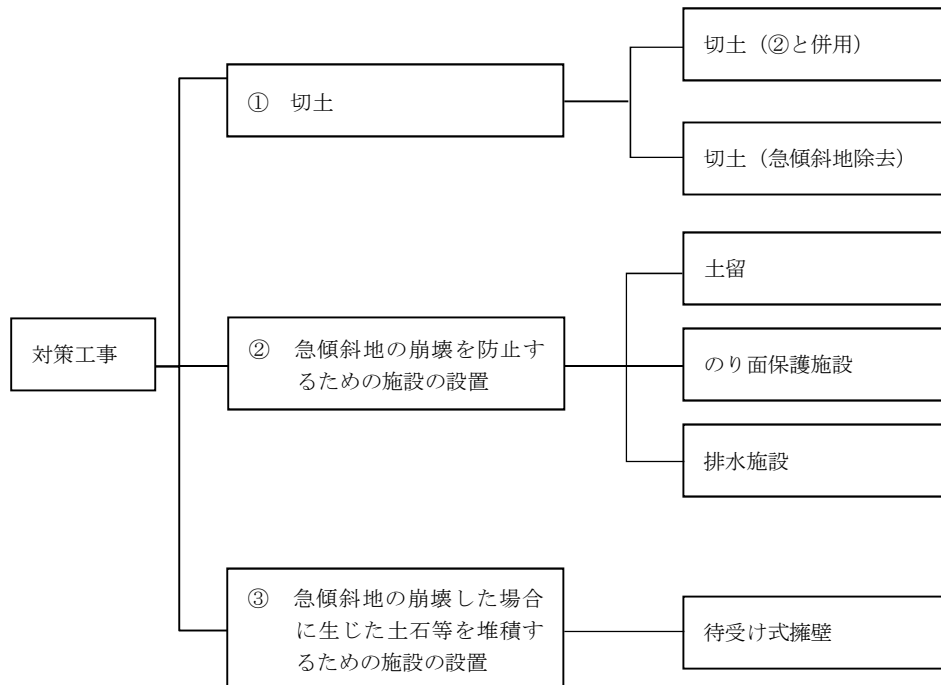 対策工事
① 切土
切土（②と併用）
切土（急傾斜地除去）
② 急傾斜地の崩壊を防止す
るための施設の設置
土留
のり面保護施設
排水施設
③ 急傾斜地の崩壊した場合
に生じた土石等を堆積す
るための施設の設置
待受け式擁壁